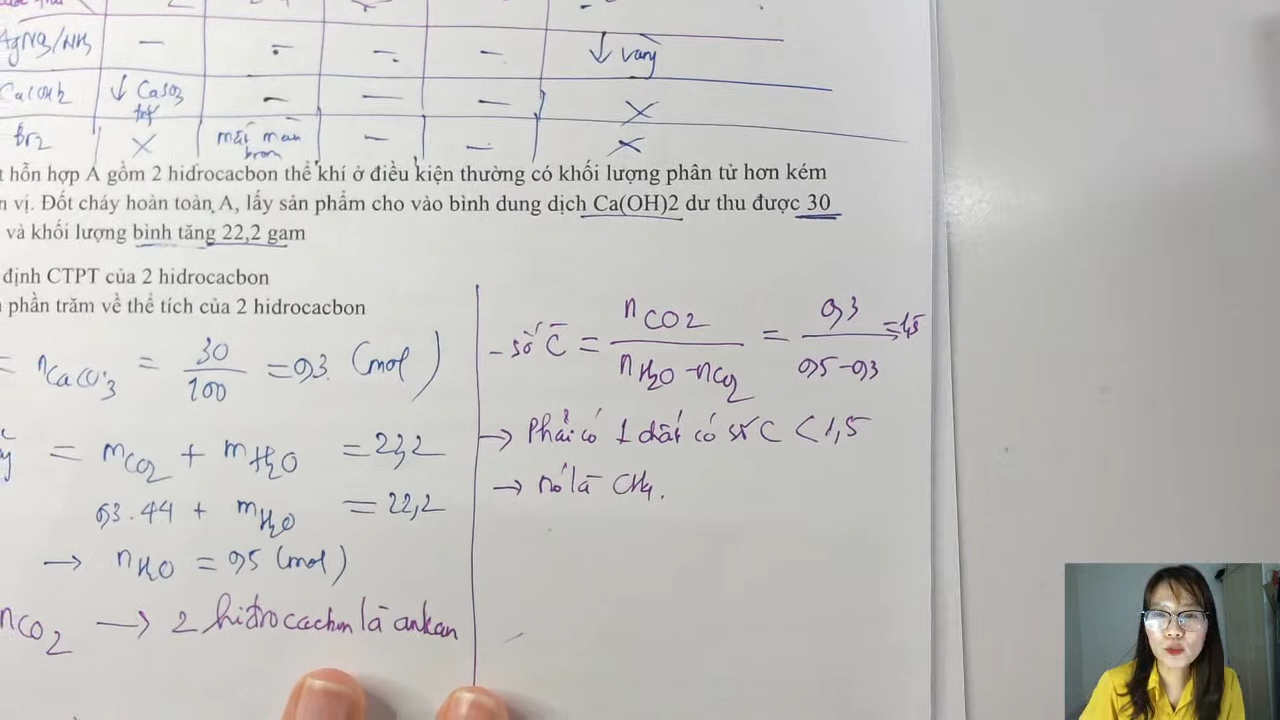 AgNO3/NH3 — — — — ↓ vàng
Ca(OH)2 ↓ CaSO3 — — — X
Br2 X mất màu brom — — X
t hỗn hợp A gồm 2 hidrocacbon thể khí ở điều kiện thường có khối lượng phân tử hơn kém
n vị. Đốt cháy hoàn toàn A, lấy sản phẩm cho vào bình dung dịch Ca(OH)2 dư thu được 30
và khối lượng bình tăng 22,2 gam
định CTPT của 2 hidrocacbon
phần trăm về thể tích của 2 hidrocacbon
= nCaCO3 = 30/100 = 0,3 (mol)
= mCO2 + mH2O = 22,2
0,3.44 + mH2O = 22,2
→ nH2O = 0,5 (mol)
nCO2 → 2 hiđrocacbon là ankan
- số C̅ = nCO2/(nH2O - nCO2) = 0,3/(0,5-0,3) = 1,5
→ Phải có 1 chất có số C < 1,5
→ nó là CH4.